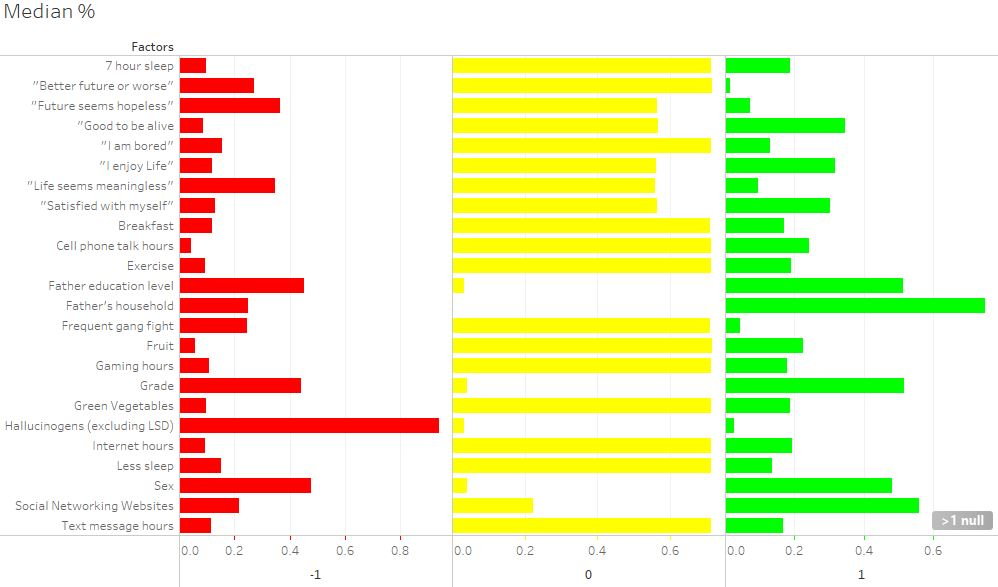 Median %
Factors
7 hour sleep
"Better future or worse"
"Future seems hopeless"
"Good to be alive
"I am bored"
"I enjoy Life"
"Life seems meaningless"
"Satisfied with myself"
Breakfast
Cell phone talk hours
Exercise
Father education level
Father's household
Frequent gang fight
Fruit
Gaming hours
Grade
Green Vegetables
Hallucinogens (excluding LSD)
Internet hours
Less sleep
Sex
Social Networking Websites
Text message hours
>1 null
0.0 0.2 0.4 0.6 0.8 0.0 0.2 0.4 0.6 0.0 0.2 0.4 0.6
-1 0 1